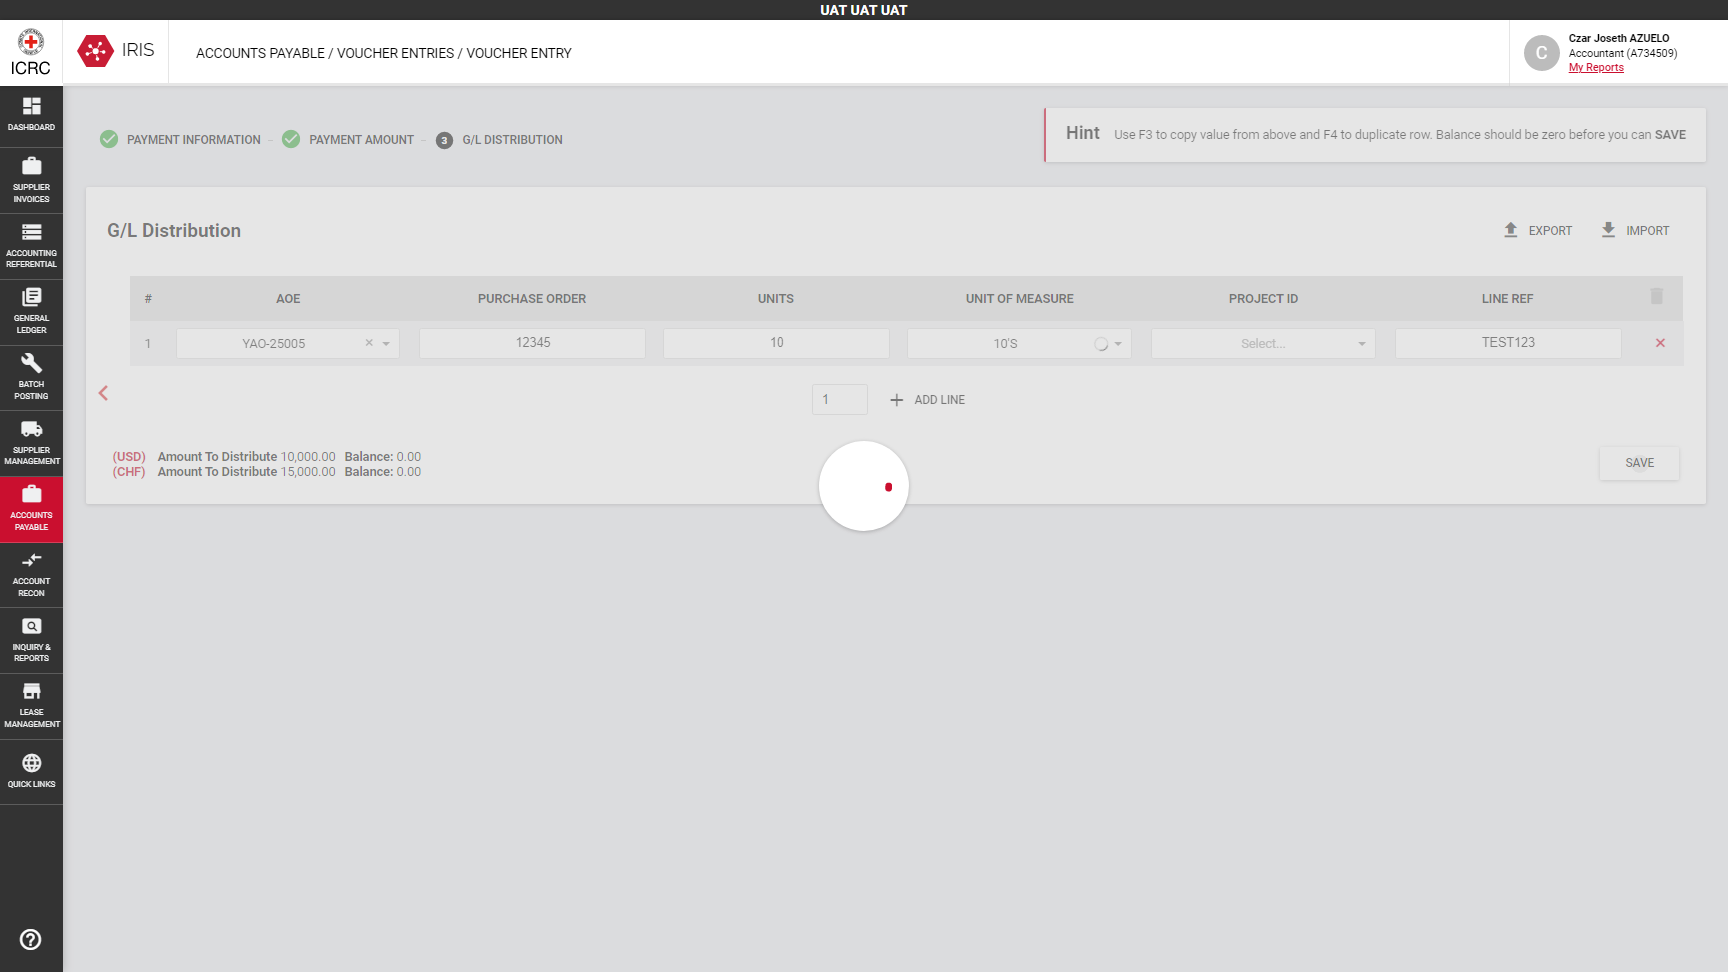 UAT UAT UAT
ICRC
IRIS
ACCOUNTS PAYABLE / VOUCHER ENTRIES / VOUCHER ENTRY
C
Czar Joseth AZUELO
Accountant (A734509)
My Reports
DASHBOARD
SUPPLIER
INVOICES
ACCOUNTING
REFERENTIAL
GENERAL
LEDGER
BATCH
POSTING
SUPPLIER
MANAGEMENT
ACCOUNTS
PAYABLE
ACCOUNT
RECON
INQUIRY &
REPORTS
LEASE
MANAGEMENT
QUICK LINKS
PAYMENT INFORMATION
PAYMENT AMOUNT
3 G/L DISTRIBUTION
Hint Use F3 to copy value from above and F4 to duplicate row. Balance should be zero before you can SAVE
G/L Distribution
EXPORT
IMPORT
# AOE PURCHASE ORDER UNITS UNIT OF MEASURE PROJECT ID LINE REF
1 YAO-25005 12345 10 10'S Select... TEST123
1 ADD LINE
(USD) Amount To Distribute 10,000.00 Balance: 0.00
(CHF) Amount To Distribute 15,000.00 Balance: 0.00
SAVE